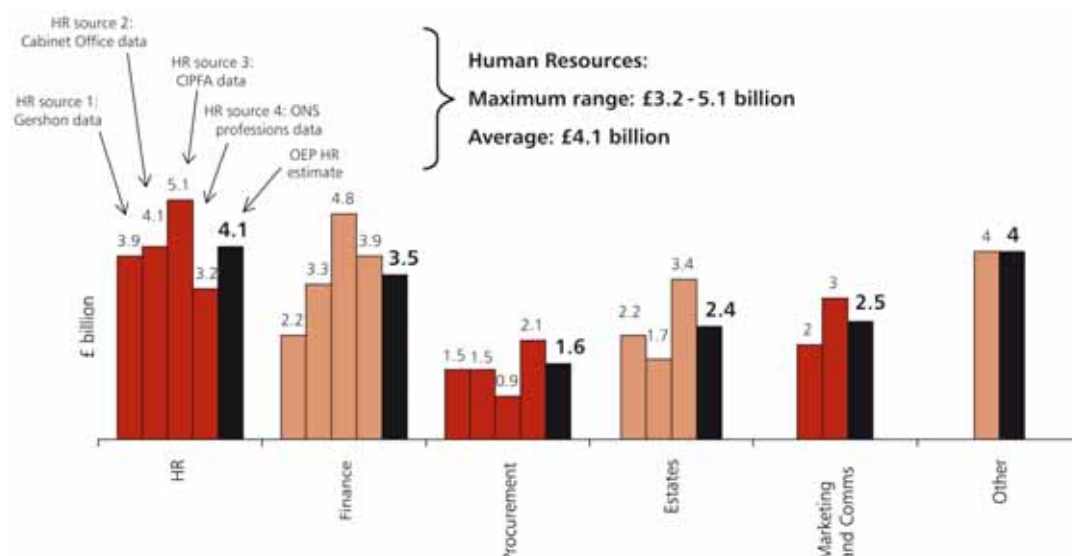 HR source 2:
Cabinet Office data
HR source 3:
CIPFA data
HR source 1:
Gershon data
HR source 4: ONS
professions data
OEP HR
estimate
Human Resources:
Maximum range: £3.2 - 5.1 billion
Average: £4.1 billion
£ billion
3.9
4.1
5.1
3.2
4.1
2.2
3.3
4.8
3.9
3.5
1.5
1.5
0.9
2.1
1.6
2.2
1.7
3.4
2.4
2
3
2.5
4
4
HR
Finance
Procurement
Estates
Marketing
and Comms
Other